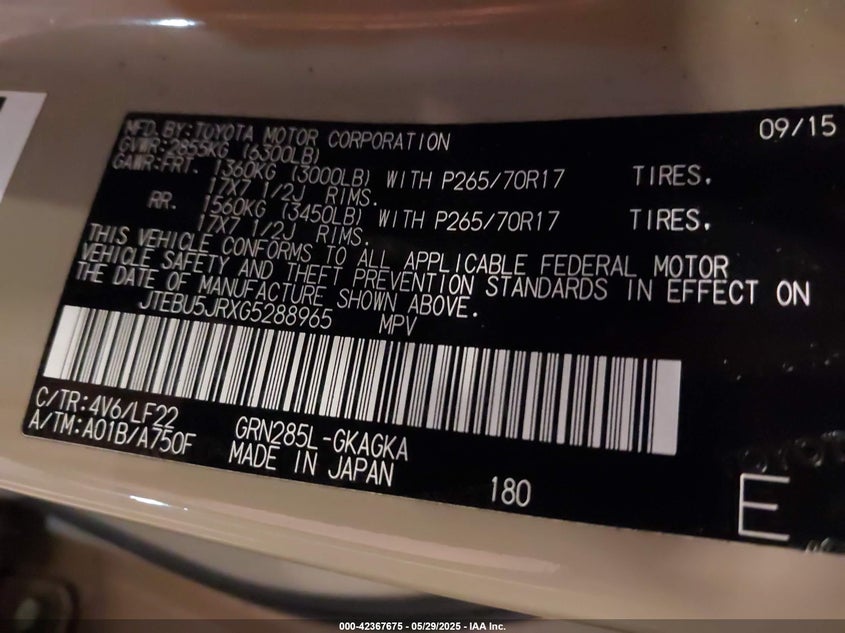 MFD.BY:TOYOTA MOTOR CORPORATION 09/15
GVWR:2855KG (6300LB)
GAWR:FRT. 1360KG (3000LB) WITH P265/70R17 TIRES.
17X7 1/2J RIMS.
RR. 1560KG (3450LB) WITH P265/70R17 TIRES.
17X7 1/2J RIMS.
THIS VEHICLE CONFORMS TO ALL APPLICABLE FEDERAL MOTOR
VEHICLE SAFETY AND THEFT PREVENTION STANDARDS IN EFFECT ON
THE DATE OF MANUFACTURE SHOWN ABOVE.
JTEBU5JRXG5288965 MPV
C/TR:4V6/LF22 GRN285L-GKAGKA
A/TM:A01B/A750F MADE IN JAPAN
180
E
000-42367675 - 05/29/2025 - IAA Inc.